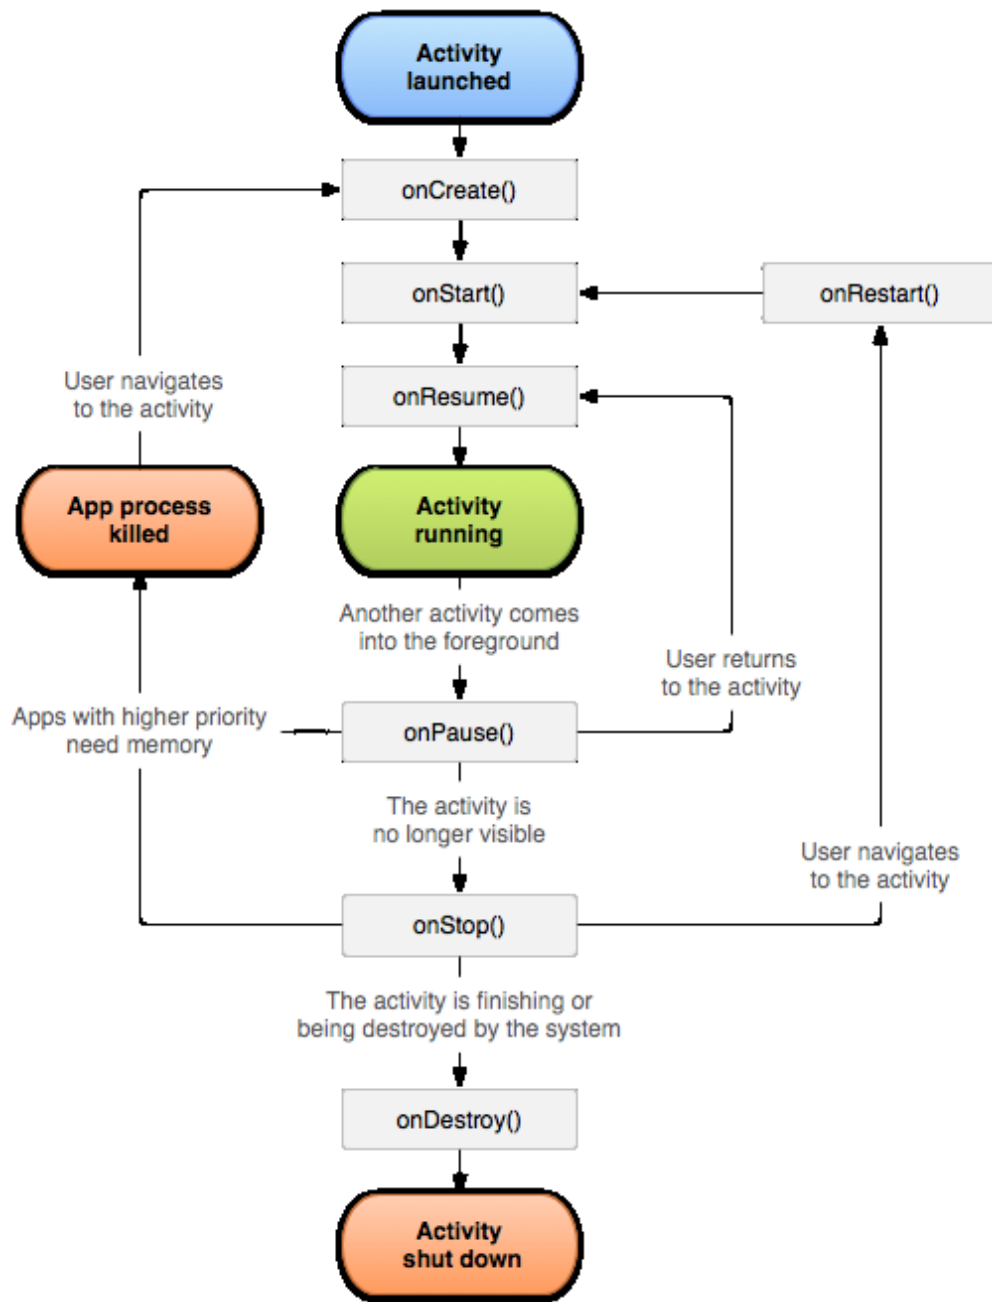 Activity
launched
onCreate()
onStart()
onRestart()
onResume()
User navigates
to the activity
App process
killed
Activity
running
Another activity comes
into the foreground
User returns
to the activity
Apps with higher priority
need memory
onPause()
The activity is
no longer visible
User navigates
to the activity
onStop()
The activity is finishing or
being destroyed by the system
onDestroy()
Activity
shut down